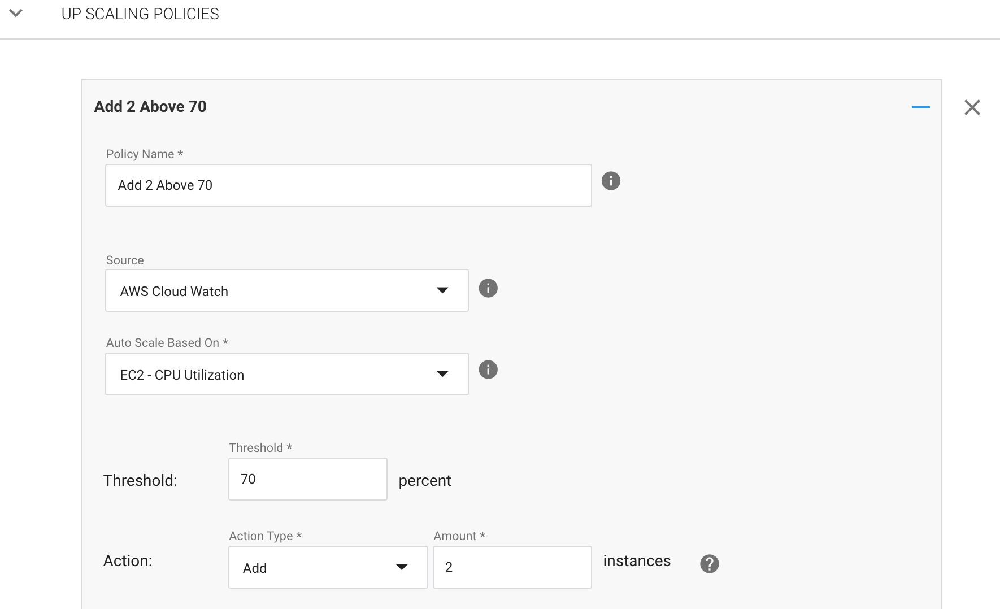 UP SCALING POLICIES
Add 2 Above 70
Policy Name *
Add 2 Above 70
Source
AWS Cloud Watch
Auto Scale Based On *
EC2 - CPU Utilization
Threshold *
Threshold: 70 percent
Action Type * Amount *
Action: Add 2 instances